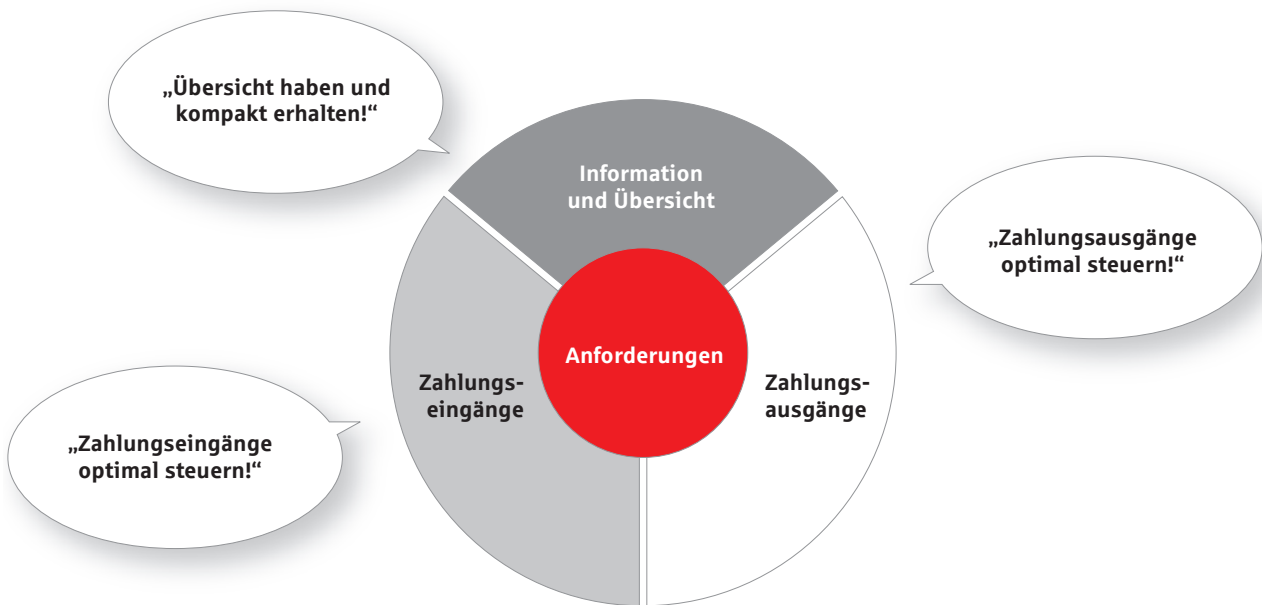 „Übersicht haben und
kompakt erhalten!“
Information
und Übersicht
„Zahlungsausgänge
optimal steuern!“
Anforderungen
Zahlungs-
eingänge
Zahlungs-
ausgänge
„Zahlungseingänge
optimal steuern!“